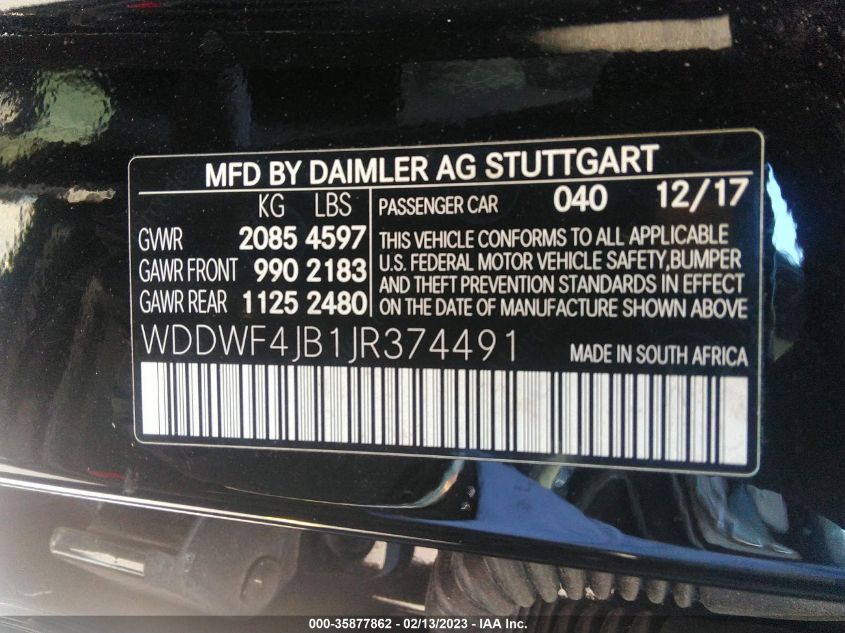 MFD BY DAIMLER AG STUTTGART
KG LBS
GVWR 2085 4597
GAWR FRONT 990 2183
GAWR REAR 1125 2480
PASSENGER CAR 040 12/17
THIS VEHICLE CONFORMS TO ALL APPLICABLE
U.S. FEDERAL MOTOR VEHICLE SAFETY,BUMPER
AND THEFT PREVENTION STANDARDS IN EFFECT
ON THE DATE OF MANUFACTURE SHOWN ABOVE
WDDWF4JB1JR374491
MADE IN SOUTH AFRICA
000-35877862 - 02/13/2023 - IAA Inc.